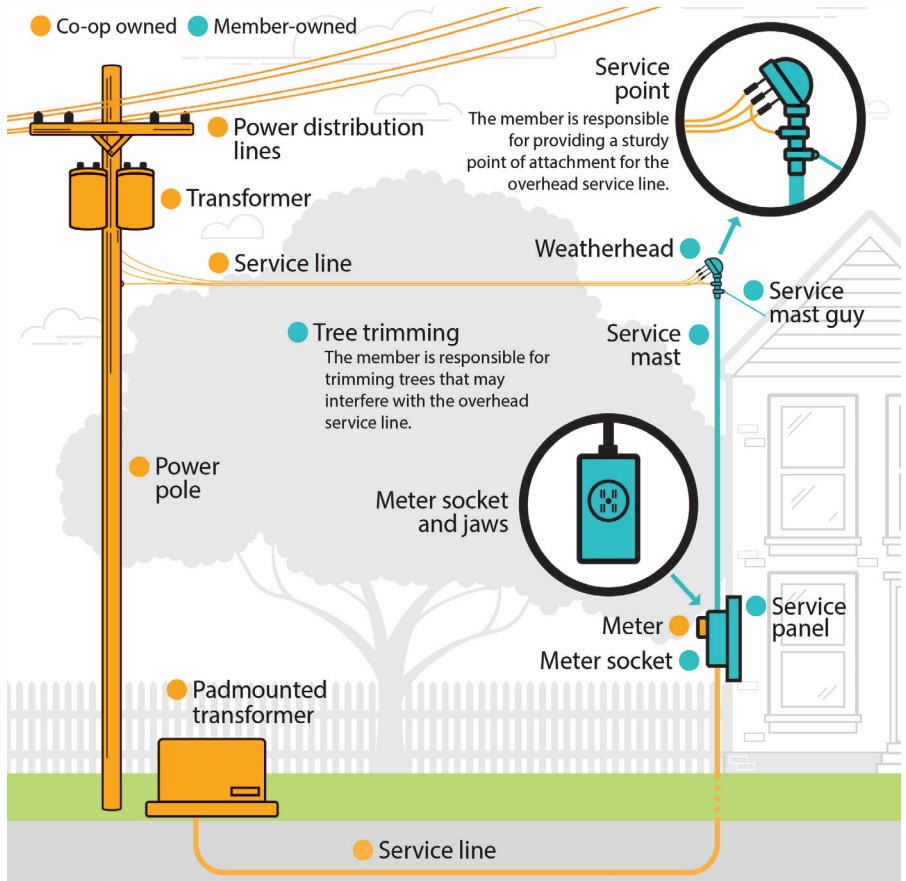 Co-op owned
Member-owned
Service
point
The member is responsible
for providing a sturdy
point of attachment for the
overhead service line.
Power distribution
lines
Transformer
Weatherhead
Service line
Service
mast guy
Tree trimming
The member is responsible for
trimming trees that may
interfere with the overhead
service line.
Service
mast
Power
pole
Meter socket
and jaws
Service
panel
Meter
Meter socket
Padmounted
transformer
Service line